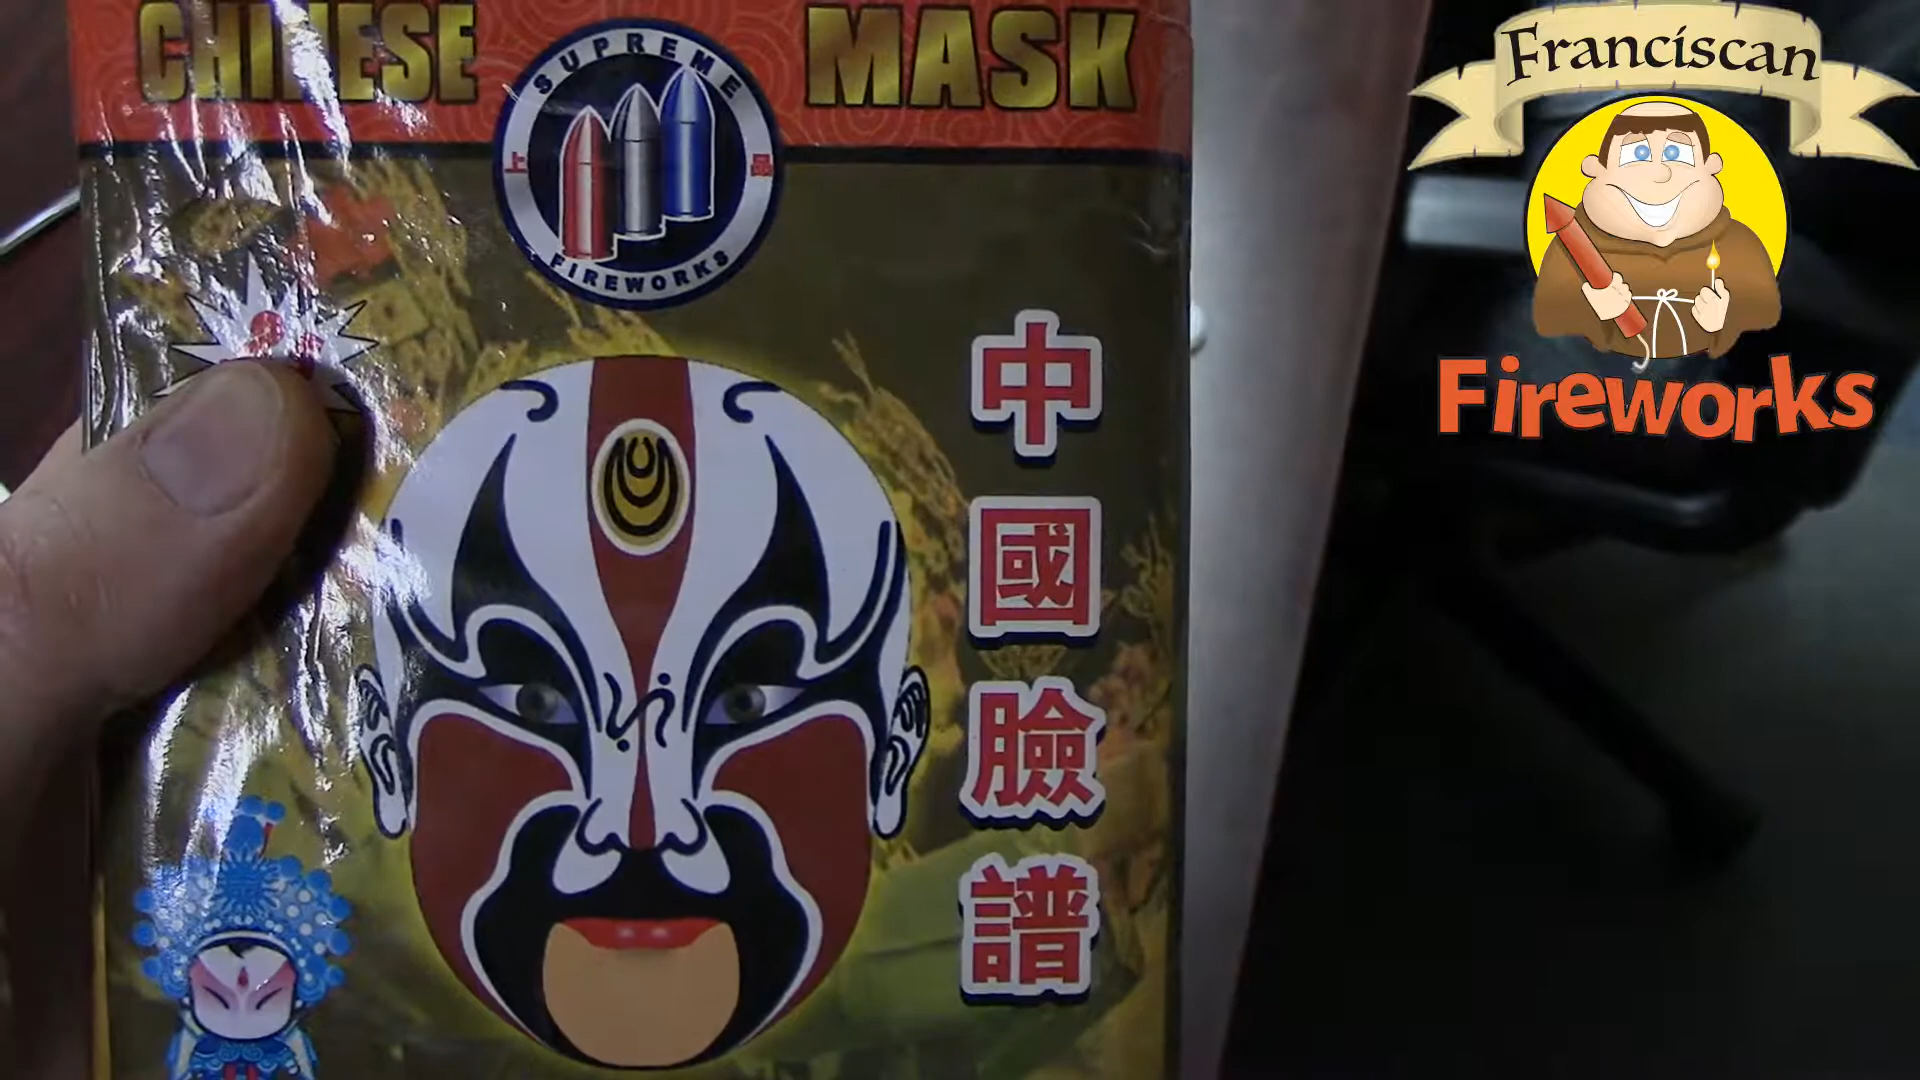 CHINESE MASK
SUPREME
上 品
FIREWORKS
中
國
臉
譜
Franciscan
Fireworks